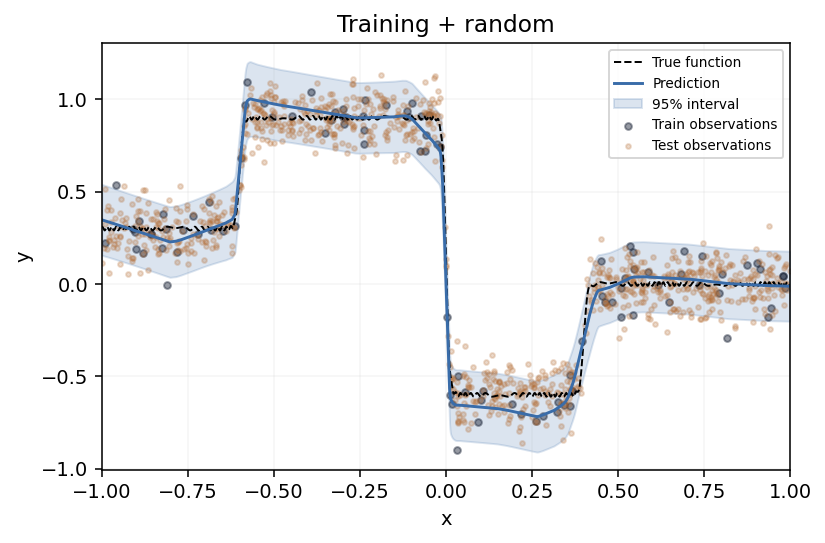 Training + random
True function
Prediction
95% interval
Train observations
Test observations
y
1.0
0.5
0.0
−0.5
−1.0
−1.00 −0.75 −0.50 −0.25 0.00 0.25 0.50 0.75 1.00
x